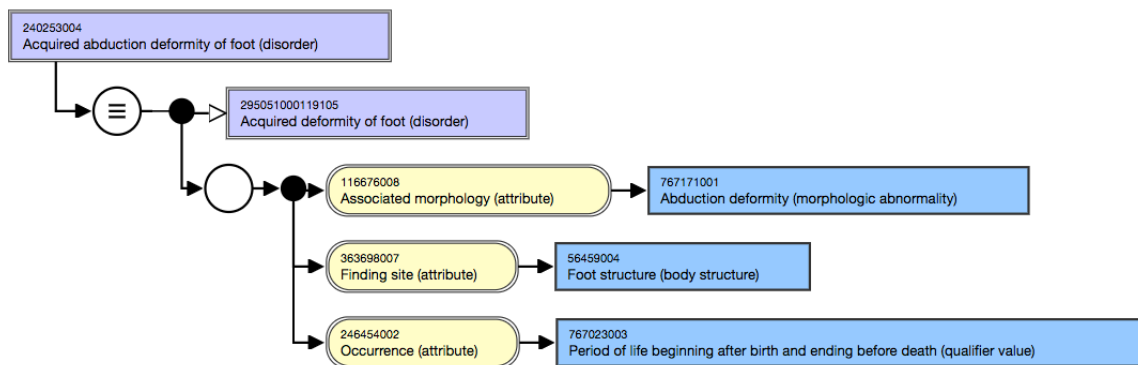 240253004
Acquired abduction deformity of foot (disorder)
295051000119105
Acquired deformity of foot (disorder)
116676008
Associated morphology (attribute)
767171001
Abduction deformity (morphologic abnormality)
363698007
Finding site (attribute)
56459004
Foot structure (body structure)
246454002
Occurrence (attribute)
767023003
Period of life beginning after birth and ending before death (qualifier value)